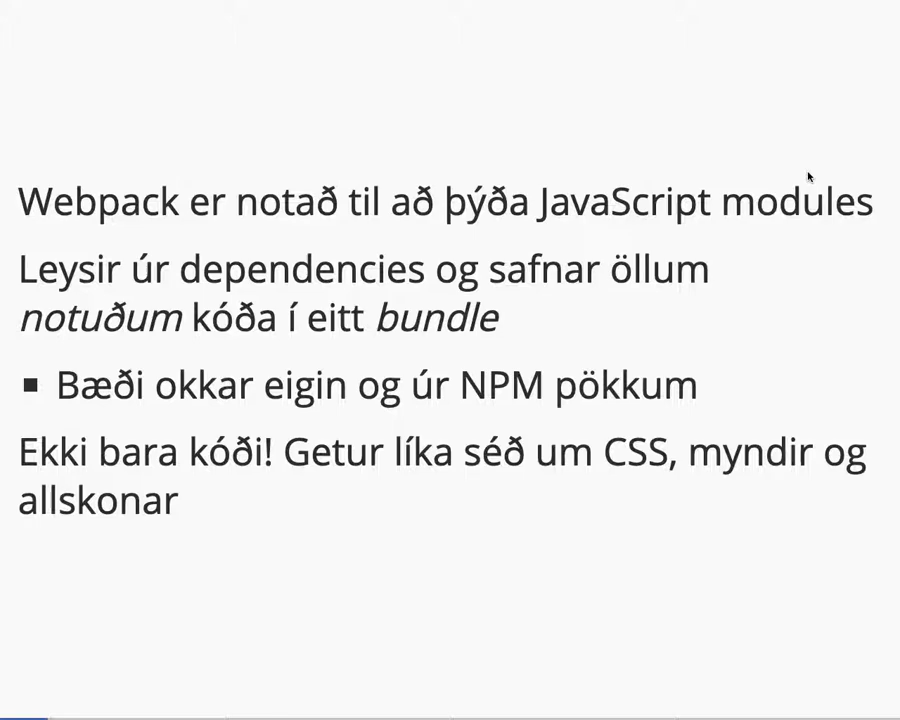 Webpack er notað til að þýða JavaScript modules
Leysir úr dependencies og safnar öllum
notuðum kóða í eitt bundle
▪ Bæði okkar eigin og úr NPM pökkum
Ekki bara kóði! Getur líka séð um CSS, myndir og
allskonar